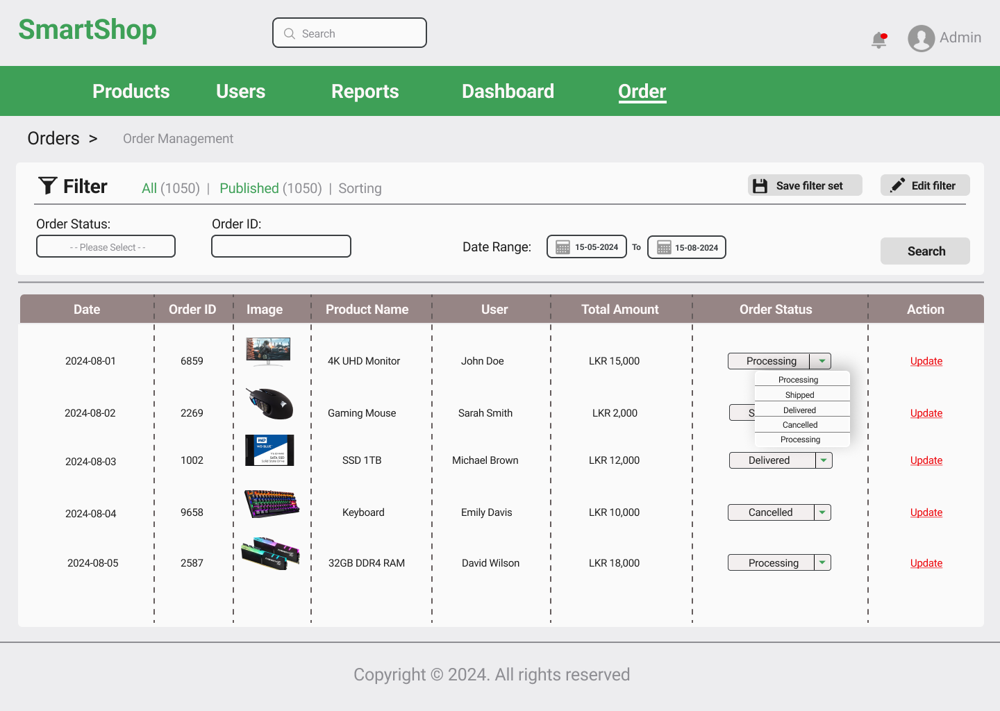 SmartShop
Search
Admin
Products Users Reports Dashboard Order
Orders > Order Management
Filter All (1050) | Published (1050) | Sorting Save filter set Edit filter
Order Status: Order ID:
- - Please Select - - Date Range: 15-05-2024 To 15-08-2024 Search
Date Order ID Image Product Name User Total Amount Order Status Action
2024-08-01 6859 4K UHD Monitor John Doe LKR 15,000 Processing Update
Processing
Shipped
Delivered
Cancelled
Processing
2024-08-02 2269 Gaming Mouse Sarah Smith LKR 2,000 S Update
WD
WD BLUE
SATA SSD
Solid State Drive
2024-08-03 1002 SSD 1TB Michael Brown LKR 12,000 Delivered Update
2024-08-04 9658 Keyboard Emily Davis LKR 10,000 Cancelled Update
2024-08-05 2587 32GB DDR4 RAM David Wilson LKR 18,000 Processing Update
Copyright © 2024. All rights reserved